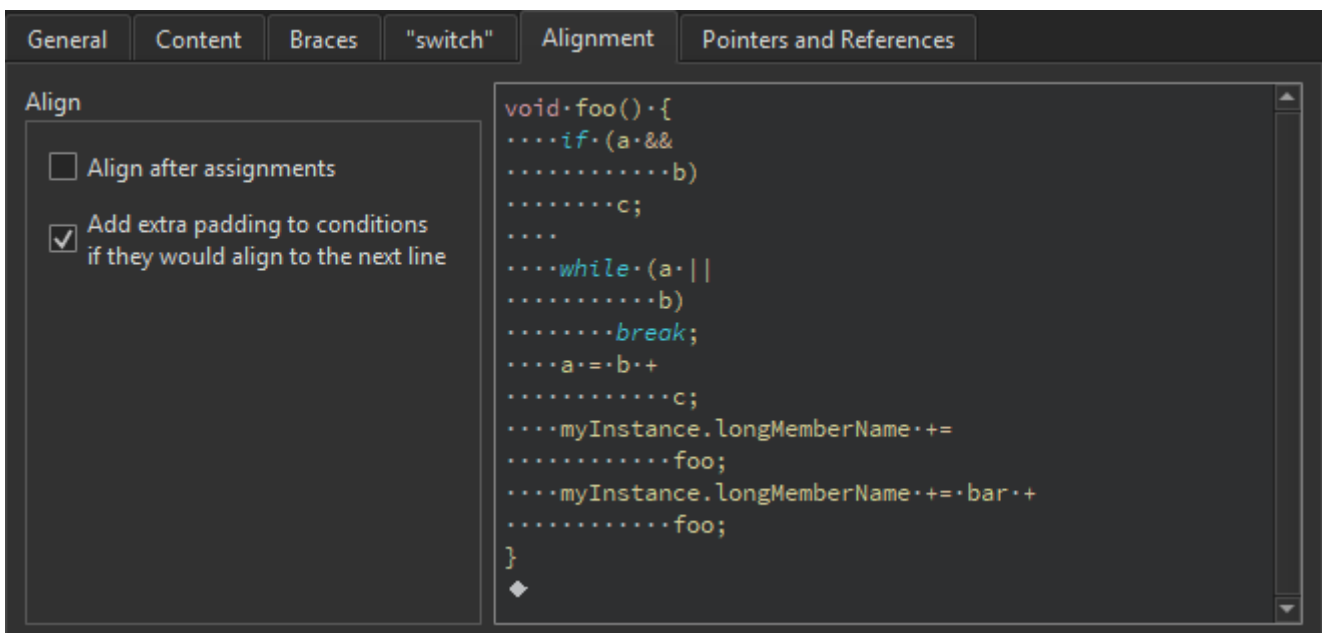 General Content Braces "switch" Alignment Pointers and References
Align
Align after assignments
Add extra padding to conditions
if they would align to the next line
void·foo()·{
····if·(a·&&
············b)
········c;
····
····while·(a·||
···········b)
········break;
····a·=·b·+
············c;
····myInstance.longMemberName·+=
············foo;
····myInstance.longMemberName·+=·bar·+
············foo;
}